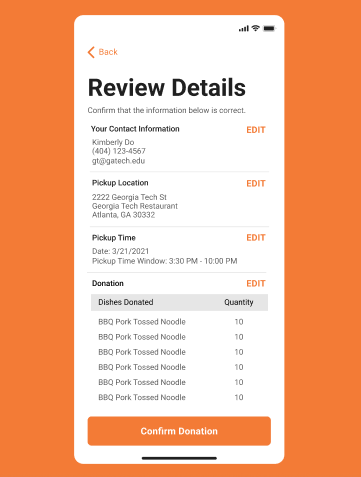 Back
Review Details
Confirm that the information below is correct.
Your Contact Information EDIT
Kimberly Do
(404) 123-4567
gt@gatech.edu
Pickup Location EDIT
2222 Georgia Tech St
Georgia Tech Restaurant
Atlanta, GA 30332
Pickup Time EDIT
Date: 3/21/2021
Pickup Time Window: 3:30 PM - 10:00 PM
Donation EDIT
Dishes Donated Quantity
BBQ Pork Tossed Noodle 10
BBQ Pork Tossed Noodle 10
BBQ Pork Tossed Noodle 10
BBQ Pork Tossed Noodle 10
BBQ Pork Tossed Noodle 10
BBQ Pork Tossed Noodle 10
Confirm Donation